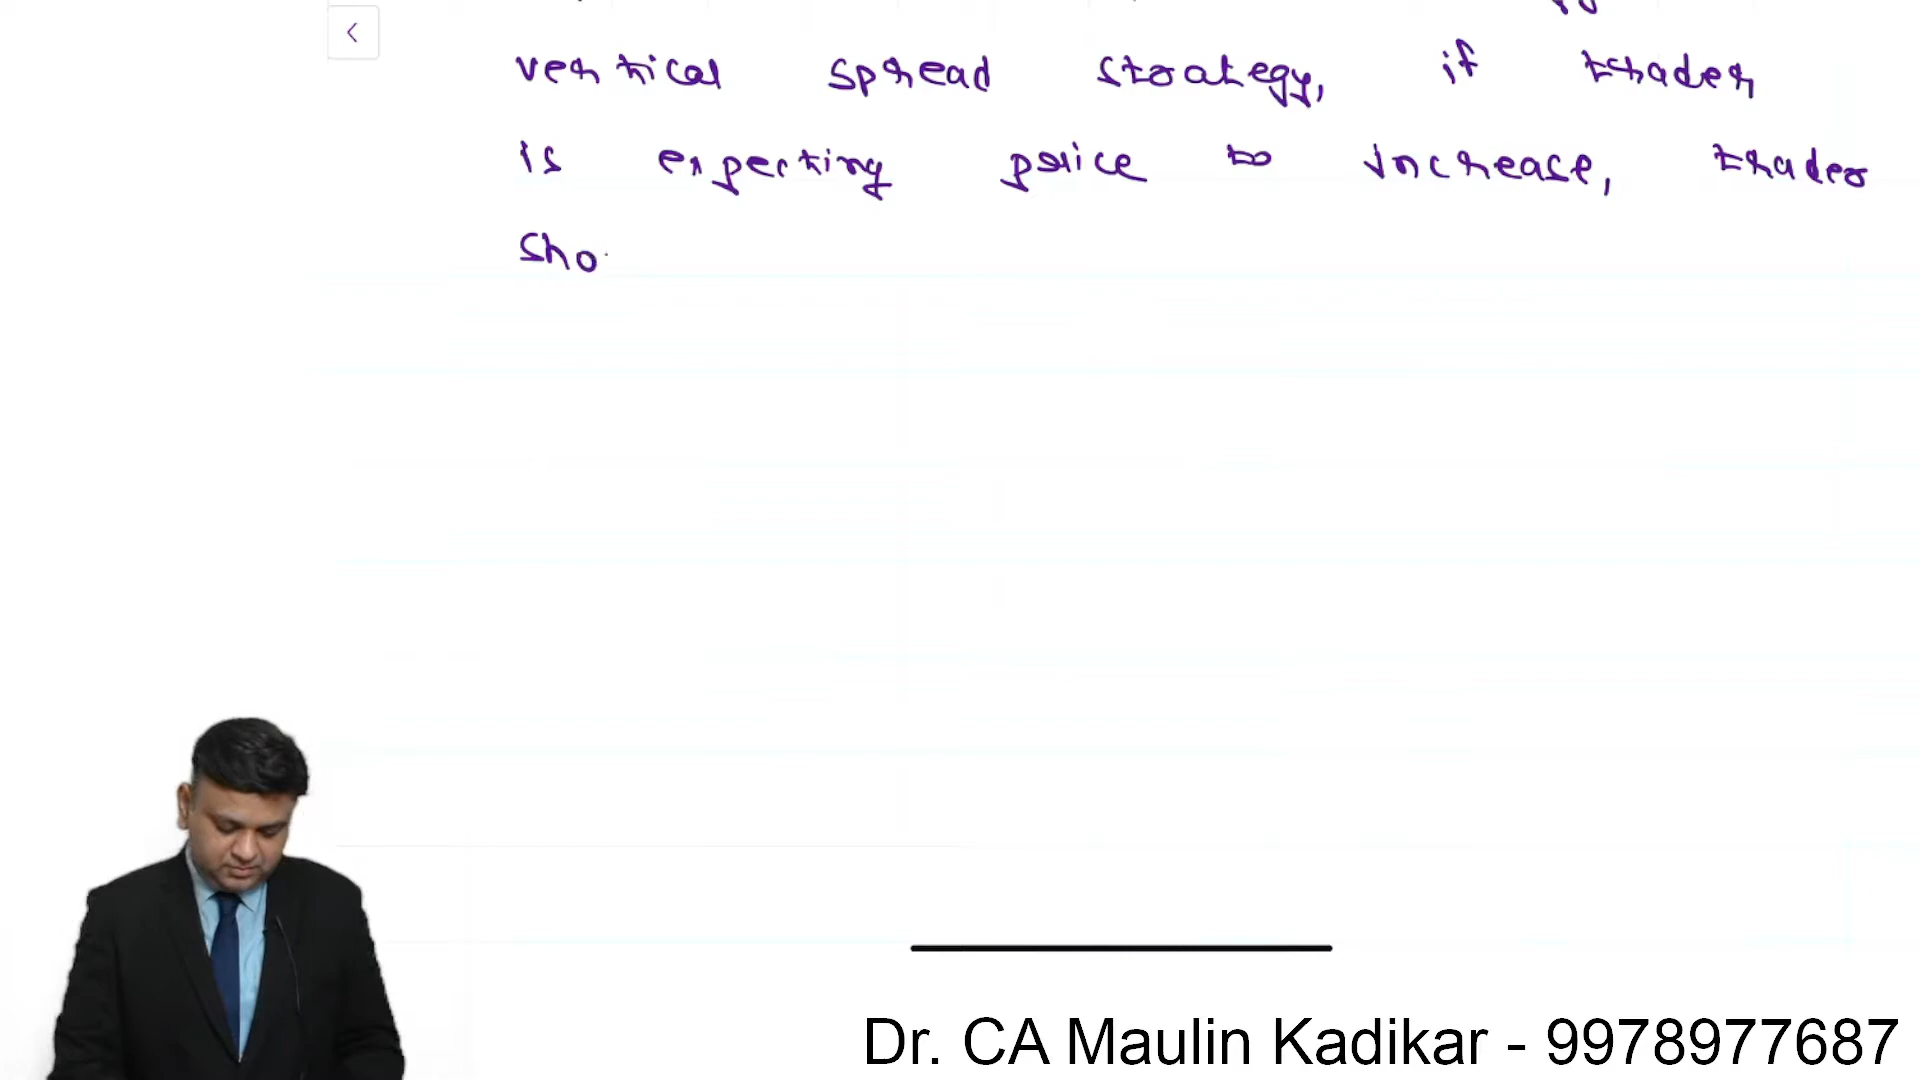 vertical spread strategy, if trader
is expecting price to increase, trader
sho
Dr. CA Maulin Kadikar - 9978977687